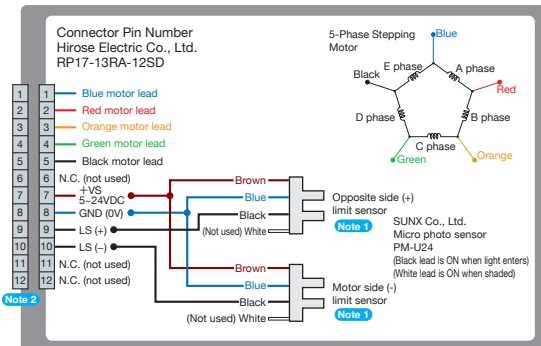 Connector Pin Number
Hirose Electric Co., Ltd.
RP17-13RA-12SD
5-Phase Stepping
Motor
Blue
E phase
A phase
Black
Red
D phase
B phase
C phase
Green
Orange
1 1 Blue motor lead
2 2 Red motor lead
3 3 Orange motor lead
4 4 Green motor lead
5 5 Black motor lead
6 6 N.C. (not used)
7 7 +VS
5~24VDC
8 8 GND (0V)
9 9 LS (+)
10 10 LS (−)
11 11 N.C. (not used)
12 12 N.C. (not used)
Note 2
Brown
Blue
Black
(Not used) White
Opposite side (+)
limit sensor
Note 1
SUNX Co., Ltd.
Micro photo sensor
PM-U24
(Black lead is ON when light enters)
(White lead is ON when shaded)
Brown
Blue
Black
(Not used) White
Motor side (-)
limit sensor
Note 1